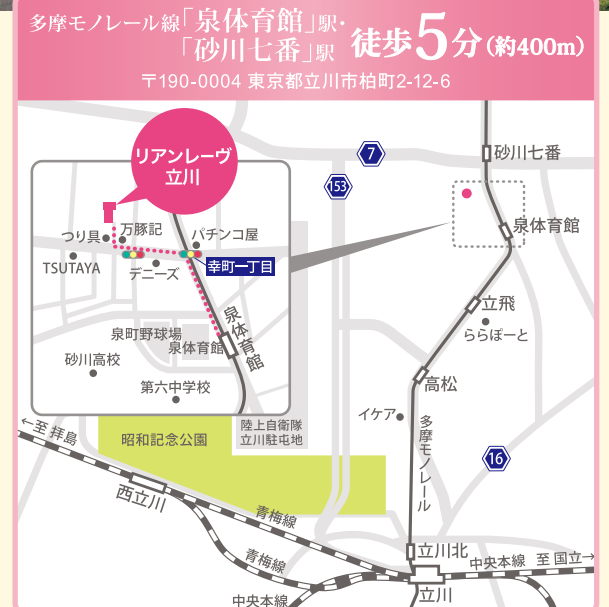 多摩モノレール線「泉体育館」駅・
「砂川七番」駅 徒歩5分(約400m)
〒190-0004 東京都立川市柏町2-12-6
7
砂川七番
リアンレーヴ
立川
153
泉体育館
つり具
万豚記
パチンコ屋
TSUTAYA
デニーズ
幸町一丁目
泉体育館
立飛
ららぽーと
泉町野球場
泉体育館
砂川高校
第六中学校
高松
イケア
多摩モノレール
陸上自衛隊
立川駐屯地
昭和記念公園
←至 拝島
16
西立川
青梅線
青梅線
立川北
中央本線 至 国立→
中央本線
立川